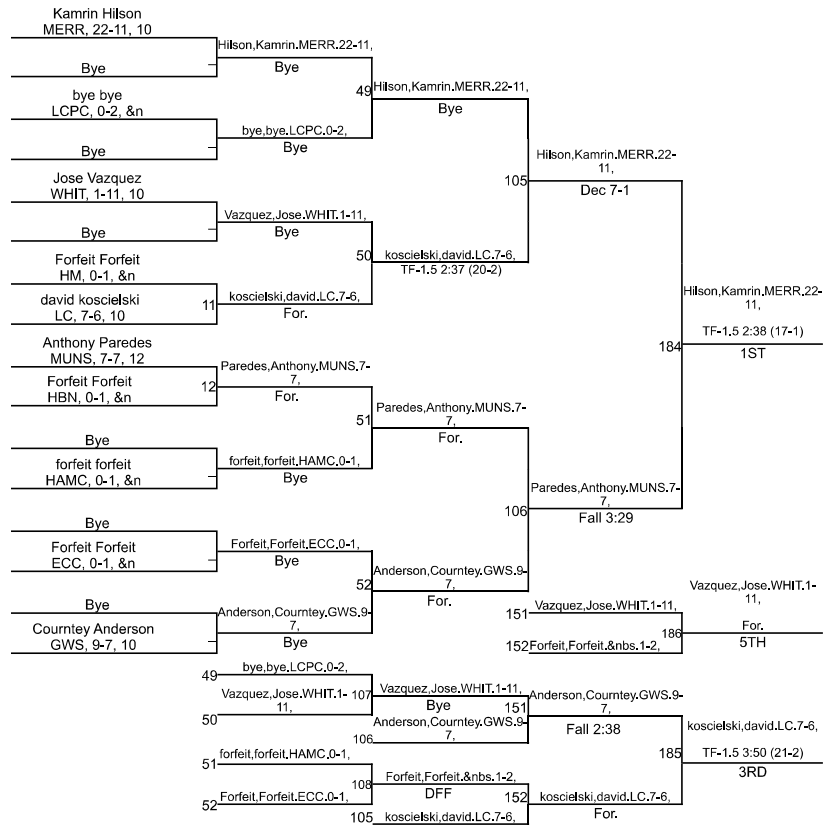 Kamrin Hilson
MERR, 22-11, 10
Bye
bye bye
LCPC, 0-2, &n
Bye
Jose Vazquez
WHIT, 1-11, 10
Bye
Forfeit Forfeit
HM, 0-1, &n
david koscielski
LC, 7-6, 10
Anthony Paredes
MUNS, 7-7, 12
Forfeit Forfeit
HBN, 0-1, &n
Bye
forfeit forfeit
HAMC, 0-1, &n
Bye
Forfeit Forfeit
ECC, 0-1, &n
Bye
Courntey Anderson
GWS, 9-7, 10
Hilson,Kamrin.MERR.22-11,
Bye
bye,bye.LCPC.0-2,
Bye
Vazquez,Jose.WHIT.1-11,
Bye
11
koscielski,david.LC.7-6,
For.
12
Paredes,Anthony.MUNS.7-
7,
For.
forfeit,forfeit.HAMC.0-1,
Bye
Forfeit,Forfeit.ECC.0-1,
Bye
Anderson,Courntey.GWS.9-
7,
Bye
49
Hilson,Kamrin.MERR.22-11,
Bye
50
koscielski,david.LC.7-6,
TF-1.5 2:37 (20-2)
51
Paredes,Anthony.MUNS.7-
7,
For.
52
Anderson,Courntey.GWS.9-
7,
For.
105
Hilson,Kamrin.MERR.22-
11,
Dec 7-1
106
Paredes,Anthony.MUNS.7-
7,
Fall 3:29
184
Hilson,Kamrin.MERR.22-
11,
TF-1.5 2:38 (17-1)
1ST
151
Vazquez,Jose.WHIT.1-11,
152
Forfeit,Forfeit.&nbs.1-2,
186
Vazquez,Jose.WHIT.1-
11,
For.
5TH
49
bye,bye.LCPC.0-2,
50
Vazquez,Jose.WHIT.1-
11,
51
forfeit,forfeit.HAMC.0-1,
52
Forfeit,Forfeit.ECC.0-1,
107
Vazquez,Jose.WHIT.1-11,
Bye
106
Anderson,Courntey.GWS.9-
7,
108
Forfeit,Forfeit.&nbs.1-2,
DFF
105
koscielski,david.LC.7-6,
151
Anderson,Courntey.GWS.9-
7,
Fall 2:38
152
koscielski,david.LC.7-6,
For.
185
koscielski,david.LC.7-6,
TF-1.5 3:50 (21-2)
3RD